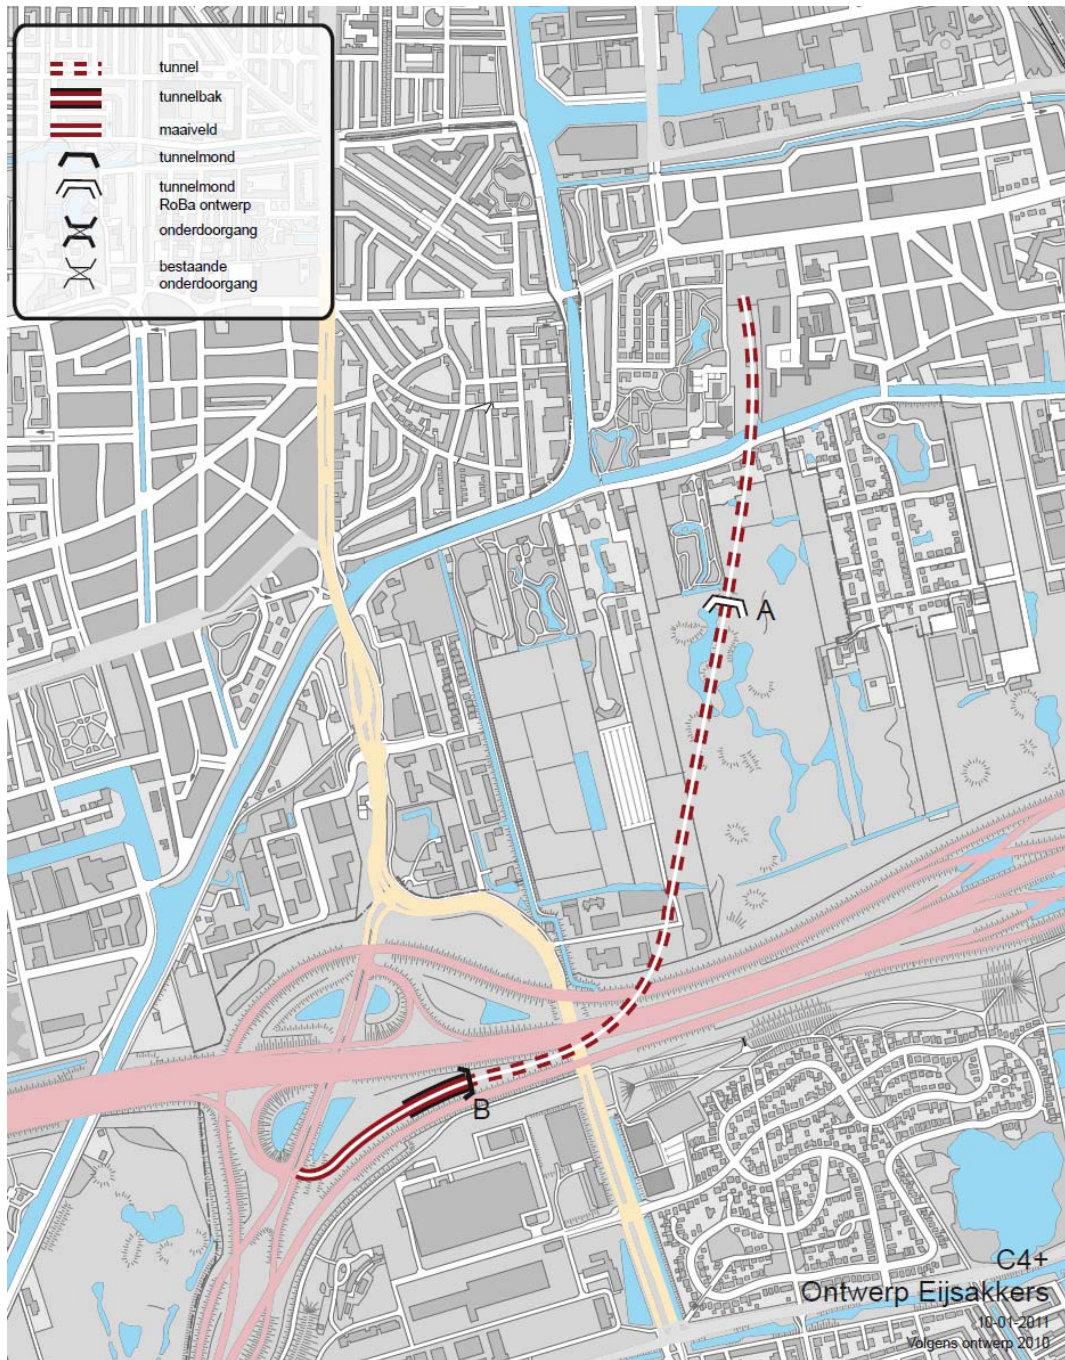 tunnel
tunnelbak
maaiveld
tunnelmond
tunnelmond
RoBa ontwerp
onderdoorgang
bestaande
onderdoorgang
A
B
C4+
Ontwerp Eijsakkers
10-01-2011
Volgens ontwerp 2010